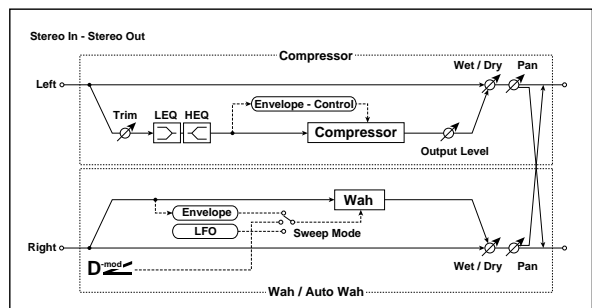 Stereo In - Stereo Out
Compressor
Wet / Dry Pan
Left
Envelope - Control
Trim LEQ HEQ
Compressor
Output Level
Wah
Envelope
Sweep Mode
LFO
Right
D-mod
Wet / Dry Pan
Wah / Auto Wah